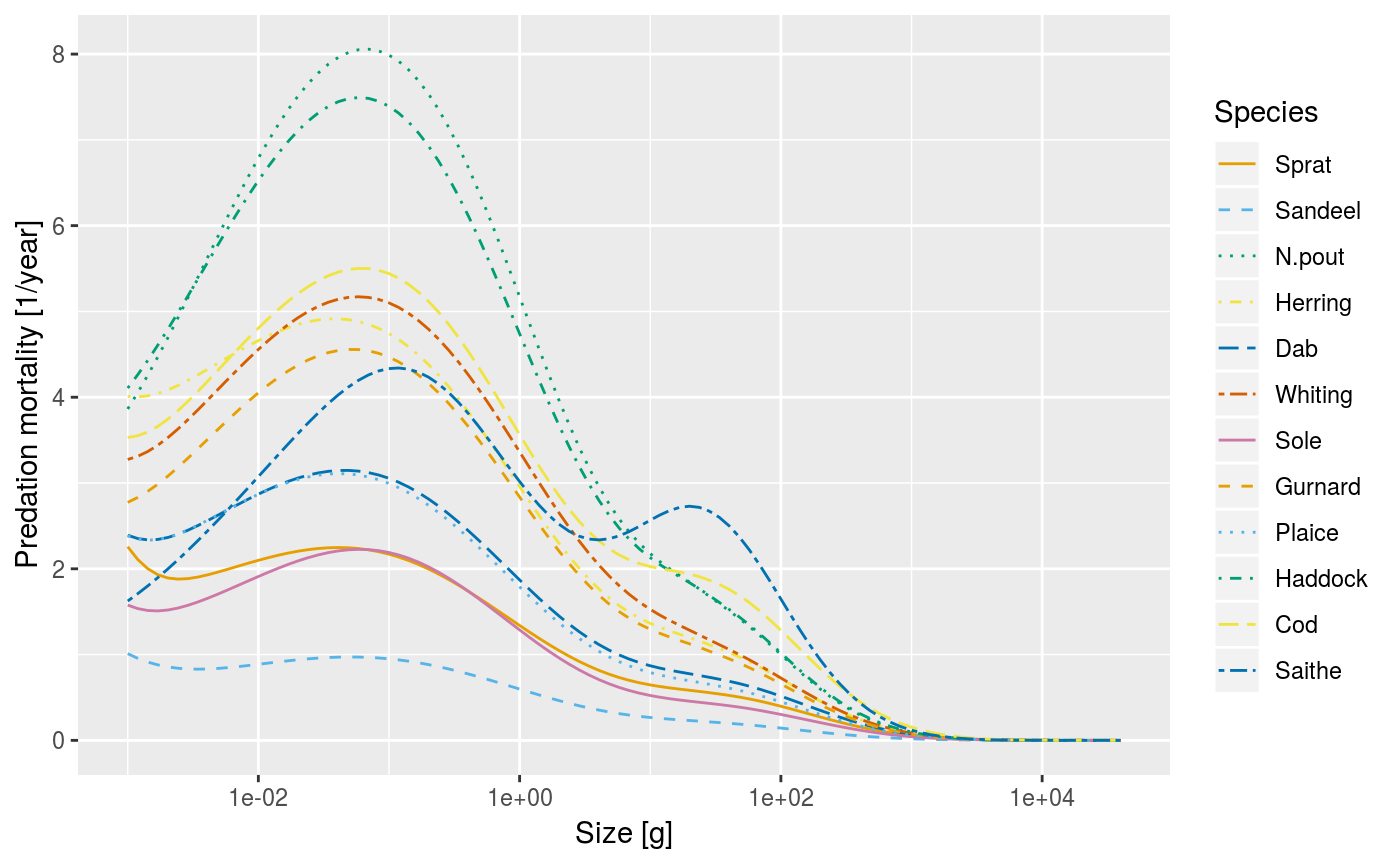 8
6
4
2
0
Predation mortality [1/year]
1e-02
1e+00
1e+02
1e+04
Size [g]
Species
Sprat
Sandeel
N.pout
Herring
Dab
Whiting
Sole
Gurnard
Plaice
Haddock
Cod
Saithe